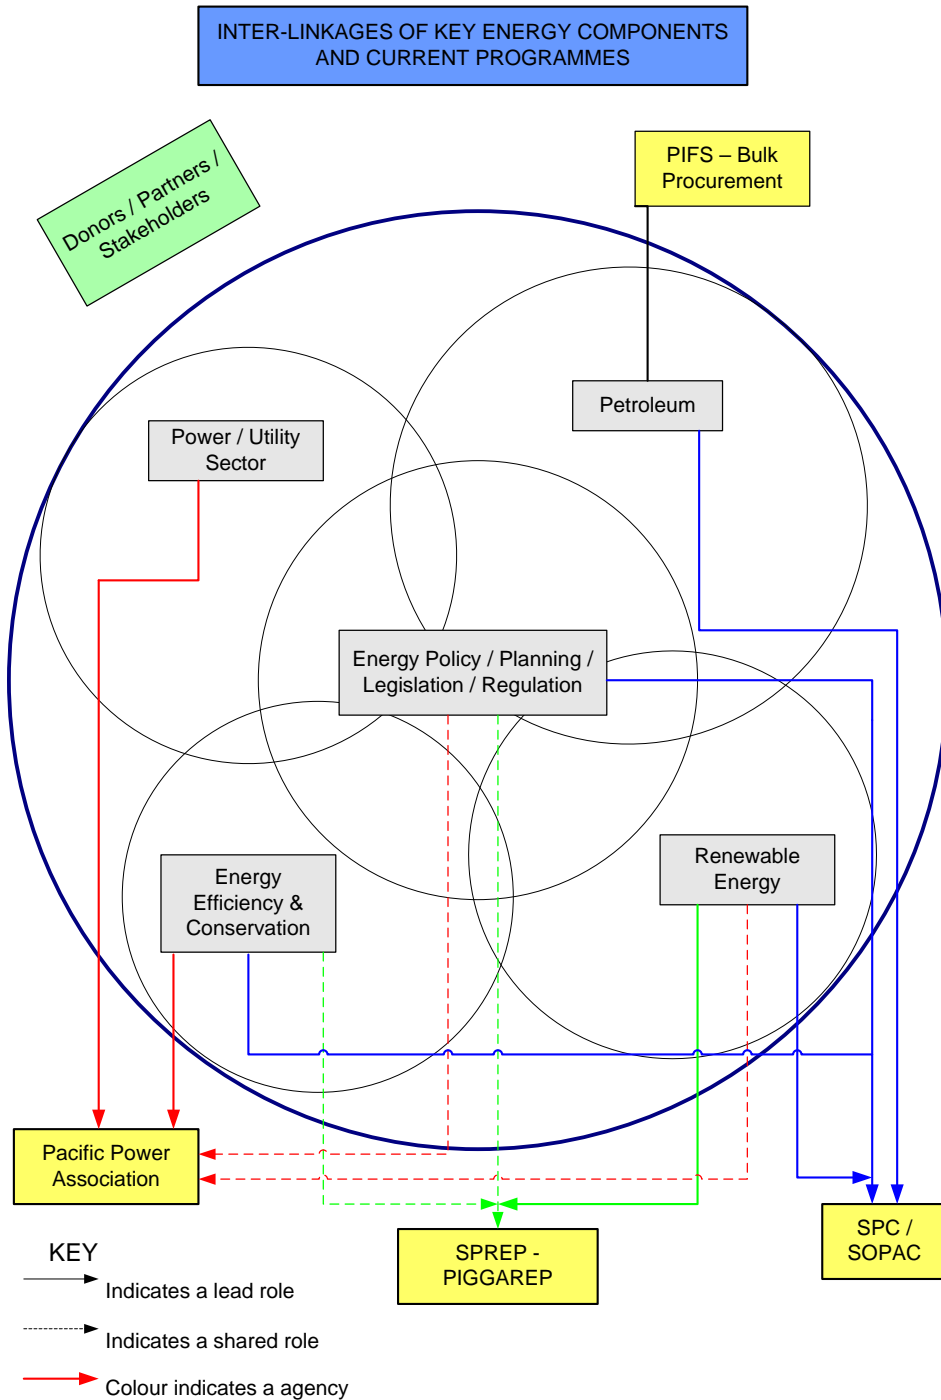 INTER-LINKAGES OF KEY ENERGY COMPONENTS
AND CURRENT PROGRAMMES
Donors / Partners /
Stakeholders
PIFS – Bulk
Procurement
Petroleum
Power / Utility
Sector
Energy Policy / Planning /
Legislation / Regulation
Energy
Efficiency &
Conservation
Renewable
Energy
Pacific Power
Association
SPREP -
PIGGAREP
SPC /
SOPAC
KEY
Indicates a lead role
Indicates a shared role
Colour indicates a agency